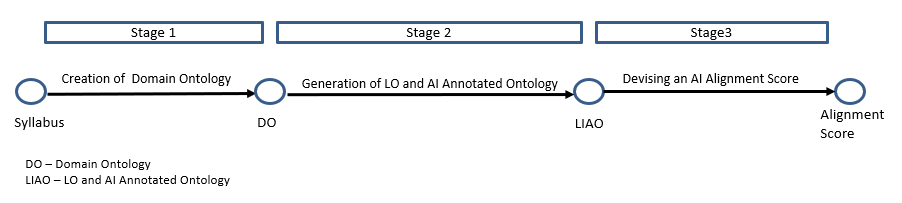 Stage 1
Stage 2
Stage3
Creation of Domain Ontology
Generation of LO and AI Annotated Ontology
Devising an AI Alignment Score
Syllabus
DO
LIAO
Alignment
Score
DO – Domain Ontology
LIAO – LO and AI Annotated Ontology